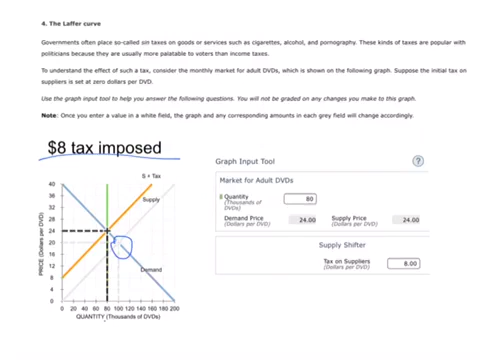 4. The Laffer curve
Governments often place so-called sin taxes on goods or services such as cigarettes, alcohol, and pornography. These kinds of taxes are popular with
politicians because they are usually more palatable to voters than income taxes.
To understand the effect of such a tax, consider the monthly market for adult DVDs, which is shown on the following graph. Suppose the initial tax on
suppliers is set at zero dollars per DVD.
Use the graph input tool to help you answer the following questions. You will not be graded on any changes you make to this graph.
Note: Once you enter a value in a white field, the graph and any corresponding amounts in each grey field will change accordingly.
$8 tax imposed
S + Tax
Supply
Demand
PRICE (Dollars per DVD)
40
36
32
28
24
20
16
12
8
4
0
0 20 40 60 80 100 120 140 160 180 200
QUANTITY (Thousands of DVDs)
Graph Input Tool
?
Market for Adult DVDs
Quantity
(Thousands of
DVDs)
80
Demand Price
(Dollars per DVD)
24.00
Supply Price
(Dollars per DVD)
24.00
Supply Shifter
Tax on Suppliers
(Dollars per DVD)
8.00